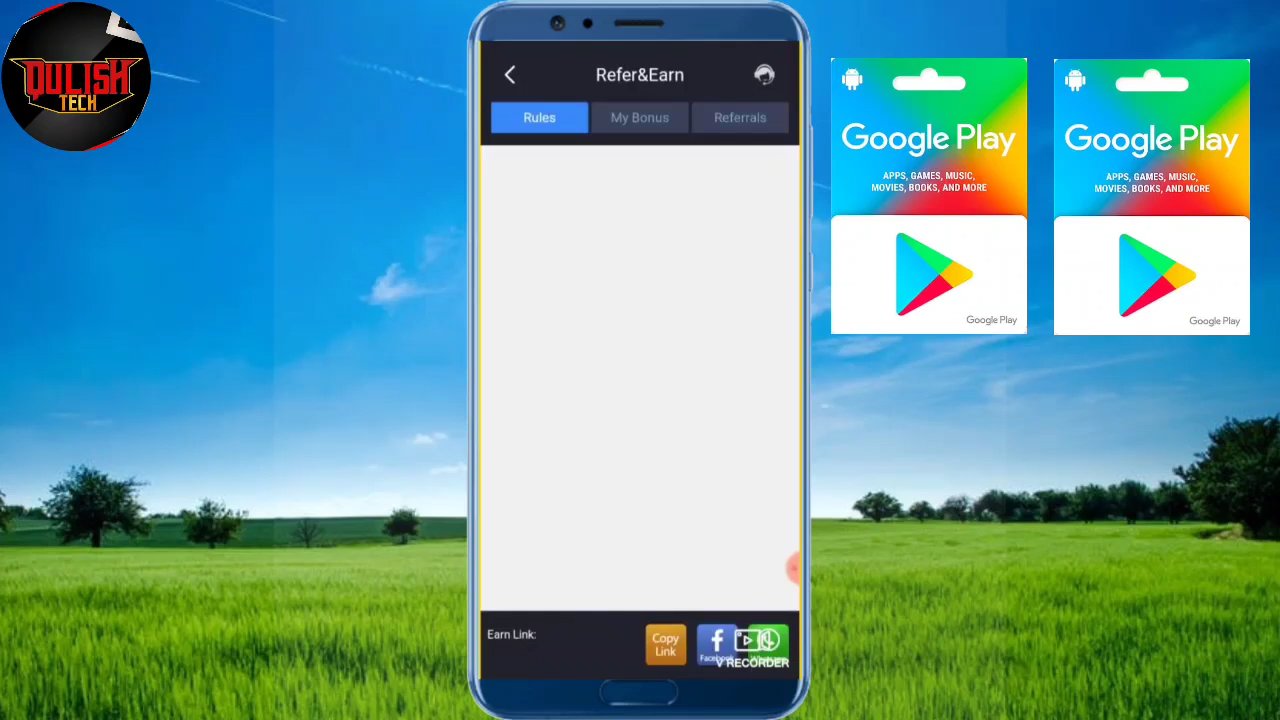 QULISH
TECH
Refer&Earn
Rules
My Bonus
Referrals
Earn Link:
Copy
Link
Facebook
V RECORDER
Google Play
APPS, GAMES, MUSIC,
MOVIES, BOOKS, AND MORE
Google Play
Google Play
APPS, GAMES, MUSIC,
MOVIES, BOOKS, AND MORE
Google Play